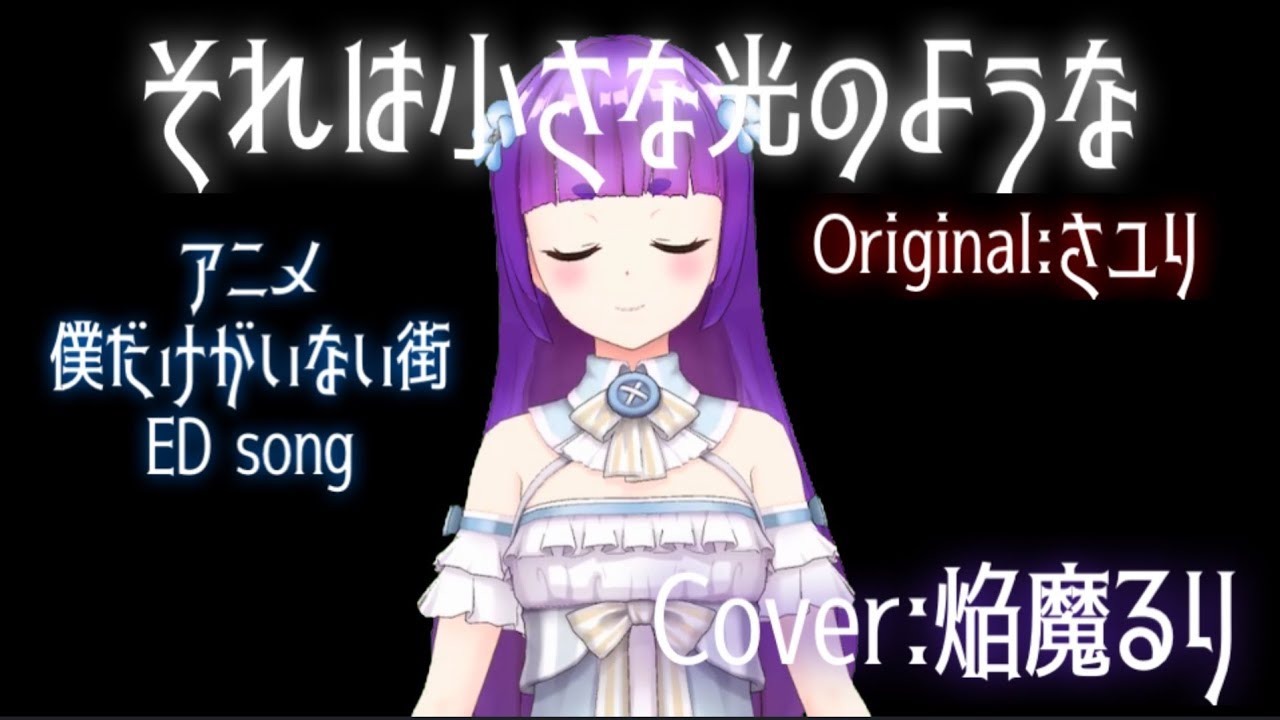 それは小さな光のような
Original:さユり
アニメ
僕だけがいない街
ED song
Cover:焔魔るり